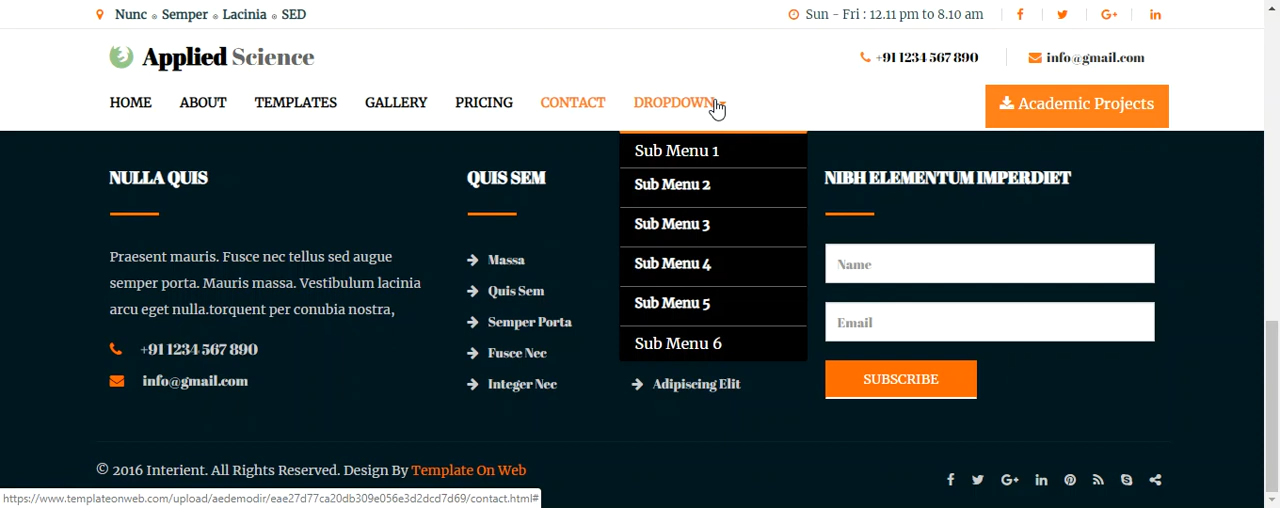 Nunc Semper Lacinia SED
Sun - Fri : 12.11 pm to 8.10 am
Applied Science
+91 1234 567 890
info@gmail.com
HOME ABOUT TEMPLATES GALLERY PRICING CONTACT DROPDOWN
Academic Projects
Sub Menu 1
Sub Menu 2
Sub Menu 3
Sub Menu 4
Sub Menu 5
Sub Menu 6
NULLA QUIS
Praesent mauris. Fusce nec tellus sed augue
semper porta. Mauris massa. Vestibulum lacinia
arcu eget nulla.torquent per conubia nostra,
+91 1234 567 890
info@gmail.com
QUIS SEM
Massa
Quis Sem
Semper Porta
Fusce Nec
Integer Nec
Adipiscing Elit
NIBH ELEMENTUM IMPERDIET
Name
Email
SUBSCRIBE
© 2016 Interient. All Rights Reserved. Design By Template On Web
https://www.templateonweb.com/upload/aedemodir/eae27d77ca20db309e056e3d2dcd7d69/contact.html#